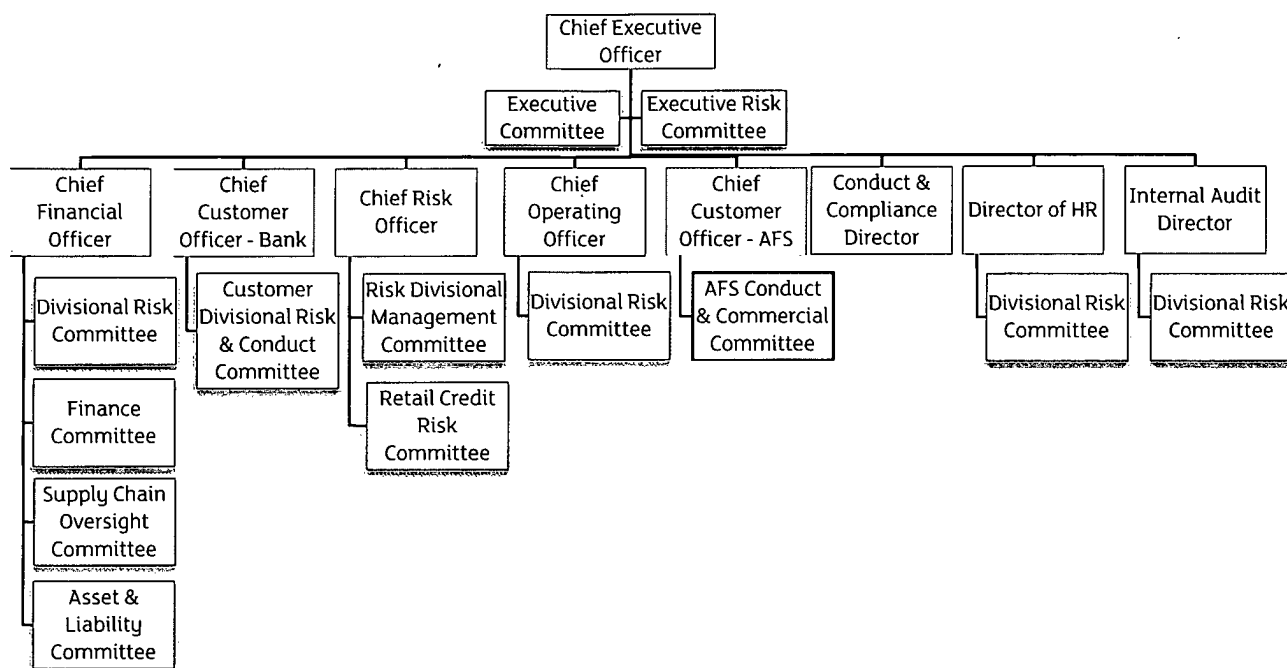 Chief Executive
Officer
Executive
Committee
Executive Risk
Committee
Chief
Financial
Officer
Chief
Customer
Officer - Bank
Chief Risk
Officer
Chief
Operating
Officer
Chief
Customer
Officer - AFS
Conduct &
Compliance
Director
Director of HR
Internal Audit
Director
Divisional Risk
Committee
Finance
Committee
Supply Chain
Oversight
Committee
Asset &
Liability
Committee
Customer
Divisional Risk
& Conduct
Committee
Risk Divisional
Management
Committee
Retail Credit
Risk
Committee
Divisional Risk
Committee
AFS Conduct
& Commercial
Committee
Divisional Risk
Committee
Divisional Risk
Committee